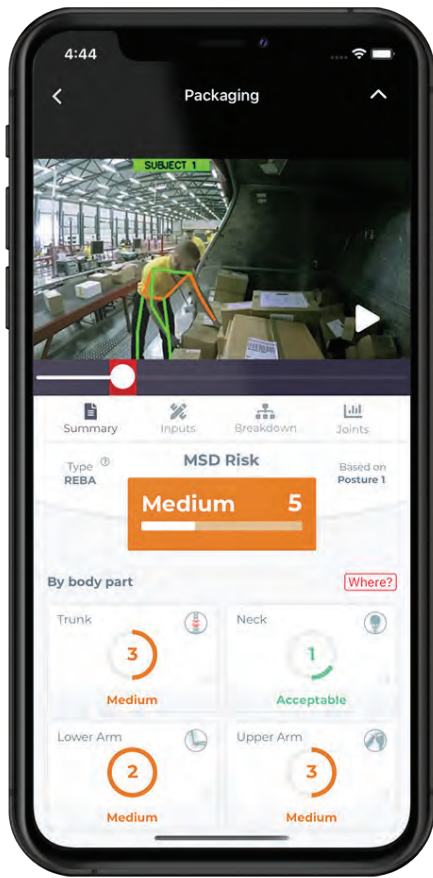 4:44
Packaging
SUBJECT 1
Summary
Inputs
Breakdown
Joints
Type ?
REBA
MSD Risk
Based on
Posture 1
Medium 5
By body part
Where?
Trunk
3
Medium
Neck
1
Acceptable
Lower Arm
2
Medium
Upper Arm
3
Medium